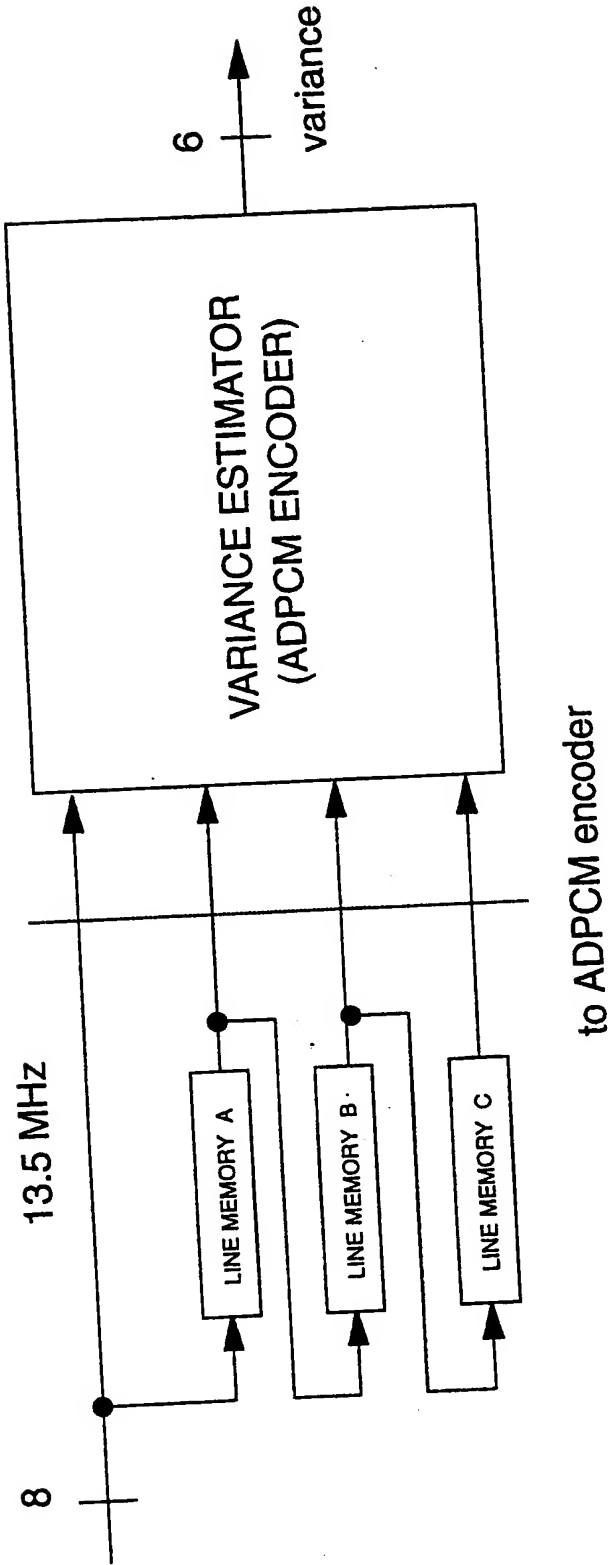 8
13.5 MHz
LINE MEMORY A
LINE MEMORY B
LINE MEMORY C
to ADPCM encoder
VARIANCE ESTIMATOR
(ADPCM ENCODER)
6
variance